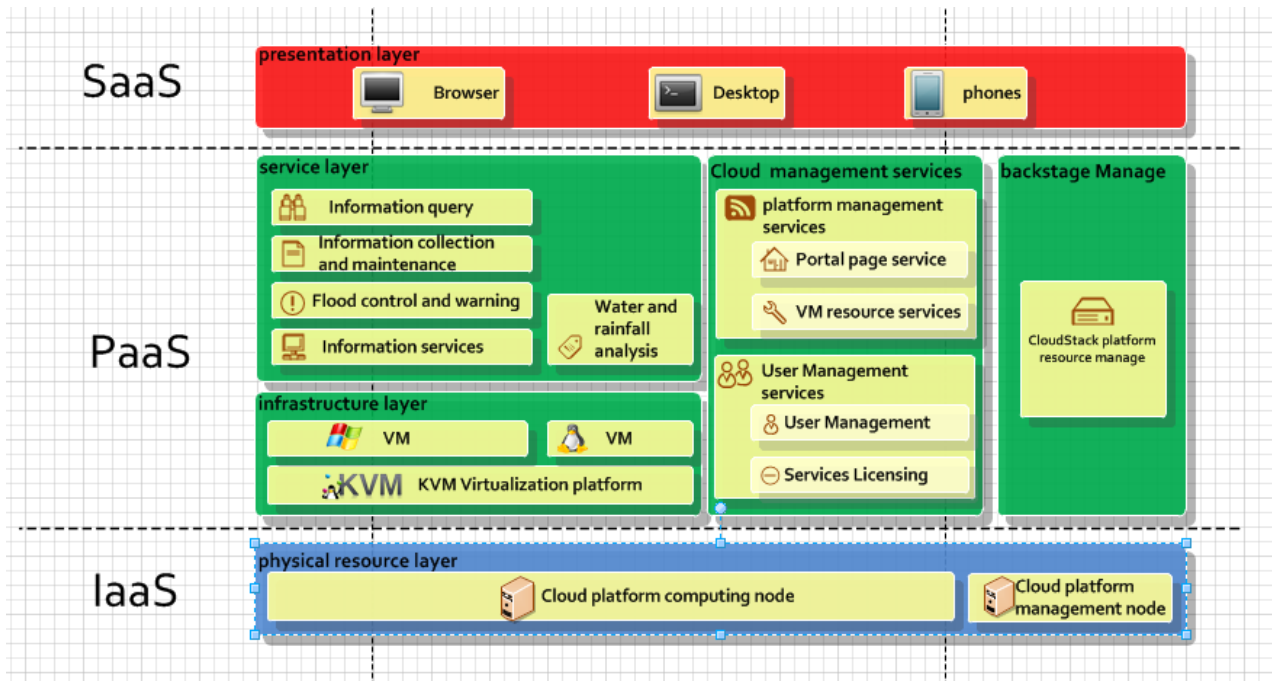 SaaS
presentation layer
Browser
Desktop
phones
PaaS
service layer
Information query
Information collection
and maintenance
Flood control and warning
Information services
Water and
rainfall
analysis
infrastructure layer
VM
VM
KVM
KVM Virtualization platform
Cloud management services
platform management
services
Portal page service
VM resource services
User Management
services
User Management
Services Licensing
backstage Manage
CloudStack platform
resource manage
IaaS
physical resource layer
Cloud platform computing node
Cloud platform
management node